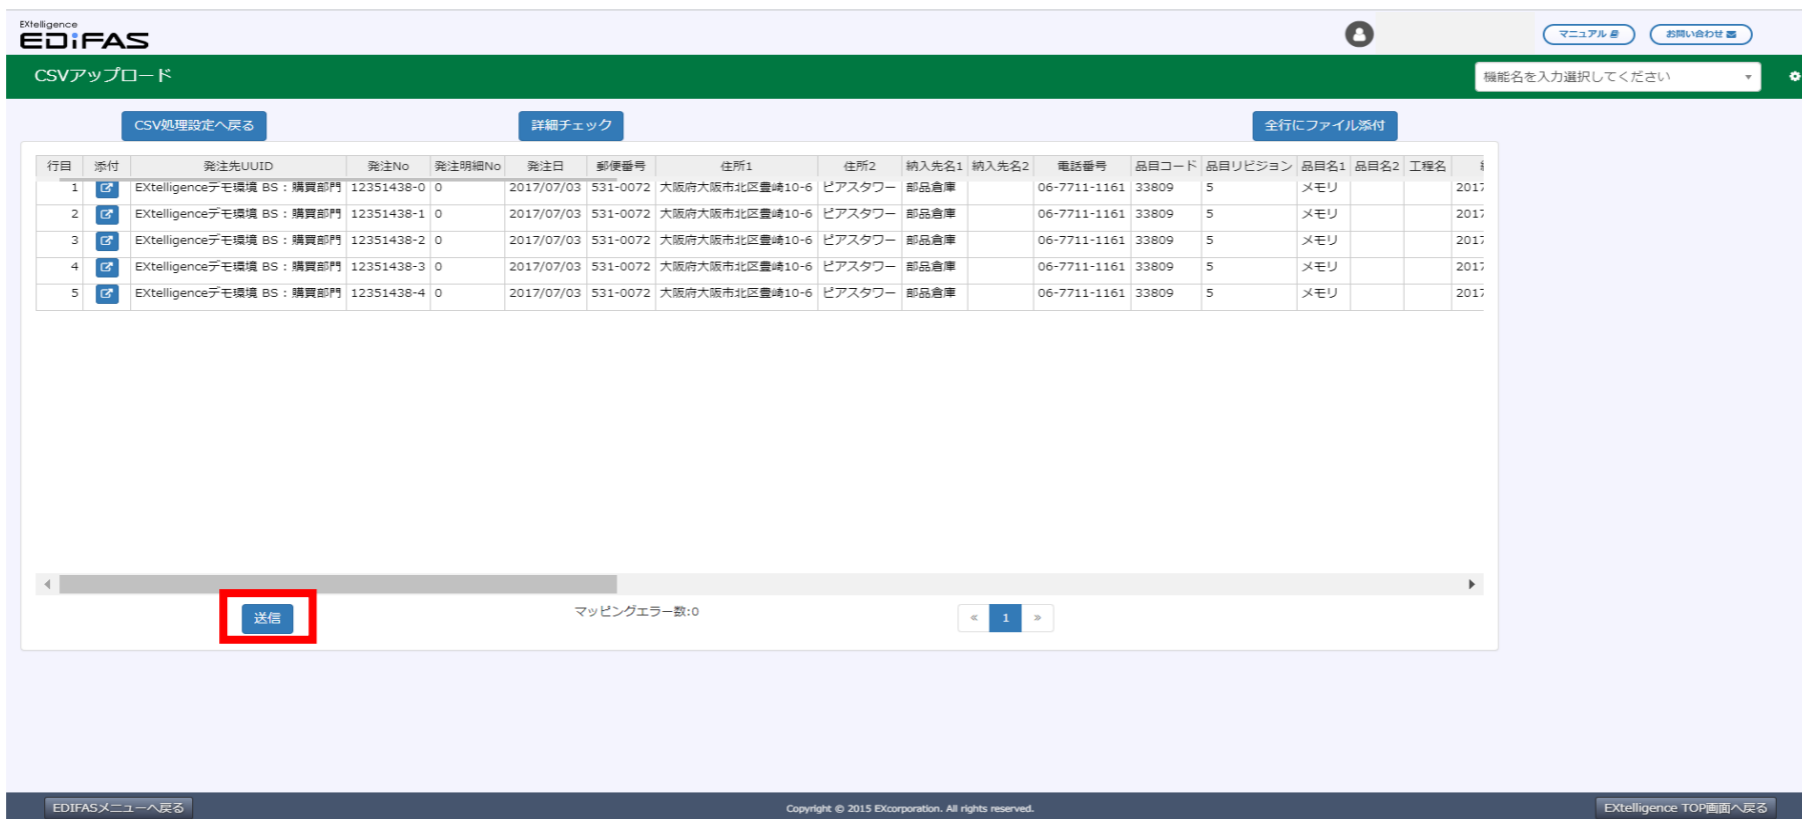 EXtelligence
EDiFAS
マニュアル
お問い合わせ
CSVアップロード
機能名を入力選択してください
CSV処理設定へ戻る
詳細チェック
全行にファイル添付
行目 添付 発注先UUID 発注No 発注明細No 発注日 郵便番号 住所1 住所2 納入先名1 納入先名2 電話番号 品目コード 品目リビジョン 品目名1 品目名2 工程名
1 EXtelligenceデモ環境 BS : 購買部門 12351438-0 0 2017/07/03 531-0072 大阪府大阪市北区豊崎10-6 ピアスタワー 部品倉庫 06-7711-1161 33809 5 メモリ 2017
2 EXtelligenceデモ環境 BS : 購買部門 12351438-1 0 2017/07/03 531-0072 大阪府大阪市北区豊崎10-6 ピアスタワー 部品倉庫 06-7711-1161 33809 5 メモリ 2017
3 EXtelligenceデモ環境 BS : 購買部門 12351438-2 0 2017/07/03 531-0072 大阪府大阪市北区豊崎10-6 ピアスタワー 部品倉庫 06-7711-1161 33809 5 メモリ 2017
4 EXtelligenceデモ環境 BS : 購買部門 12351438-3 0 2017/07/03 531-0072 大阪府大阪市北区豊崎10-6 ピアスタワー 部品倉庫 06-7711-1161 33809 5 メモリ 2017
5 EXtelligenceデモ環境 BS : 購買部門 12351438-4 0 2017/07/03 531-0072 大阪府大阪市北区豊崎10-6 ピアスタワー 部品倉庫 06-7711-1161 33809 5 メモリ 2017
送信
マッピングエラー数:0
« 1 »
EDIFASメニューへ戻る
Copyright © 2015 EXcorporation. All rights reserved.
EXtelligence TOP画面へ戻る